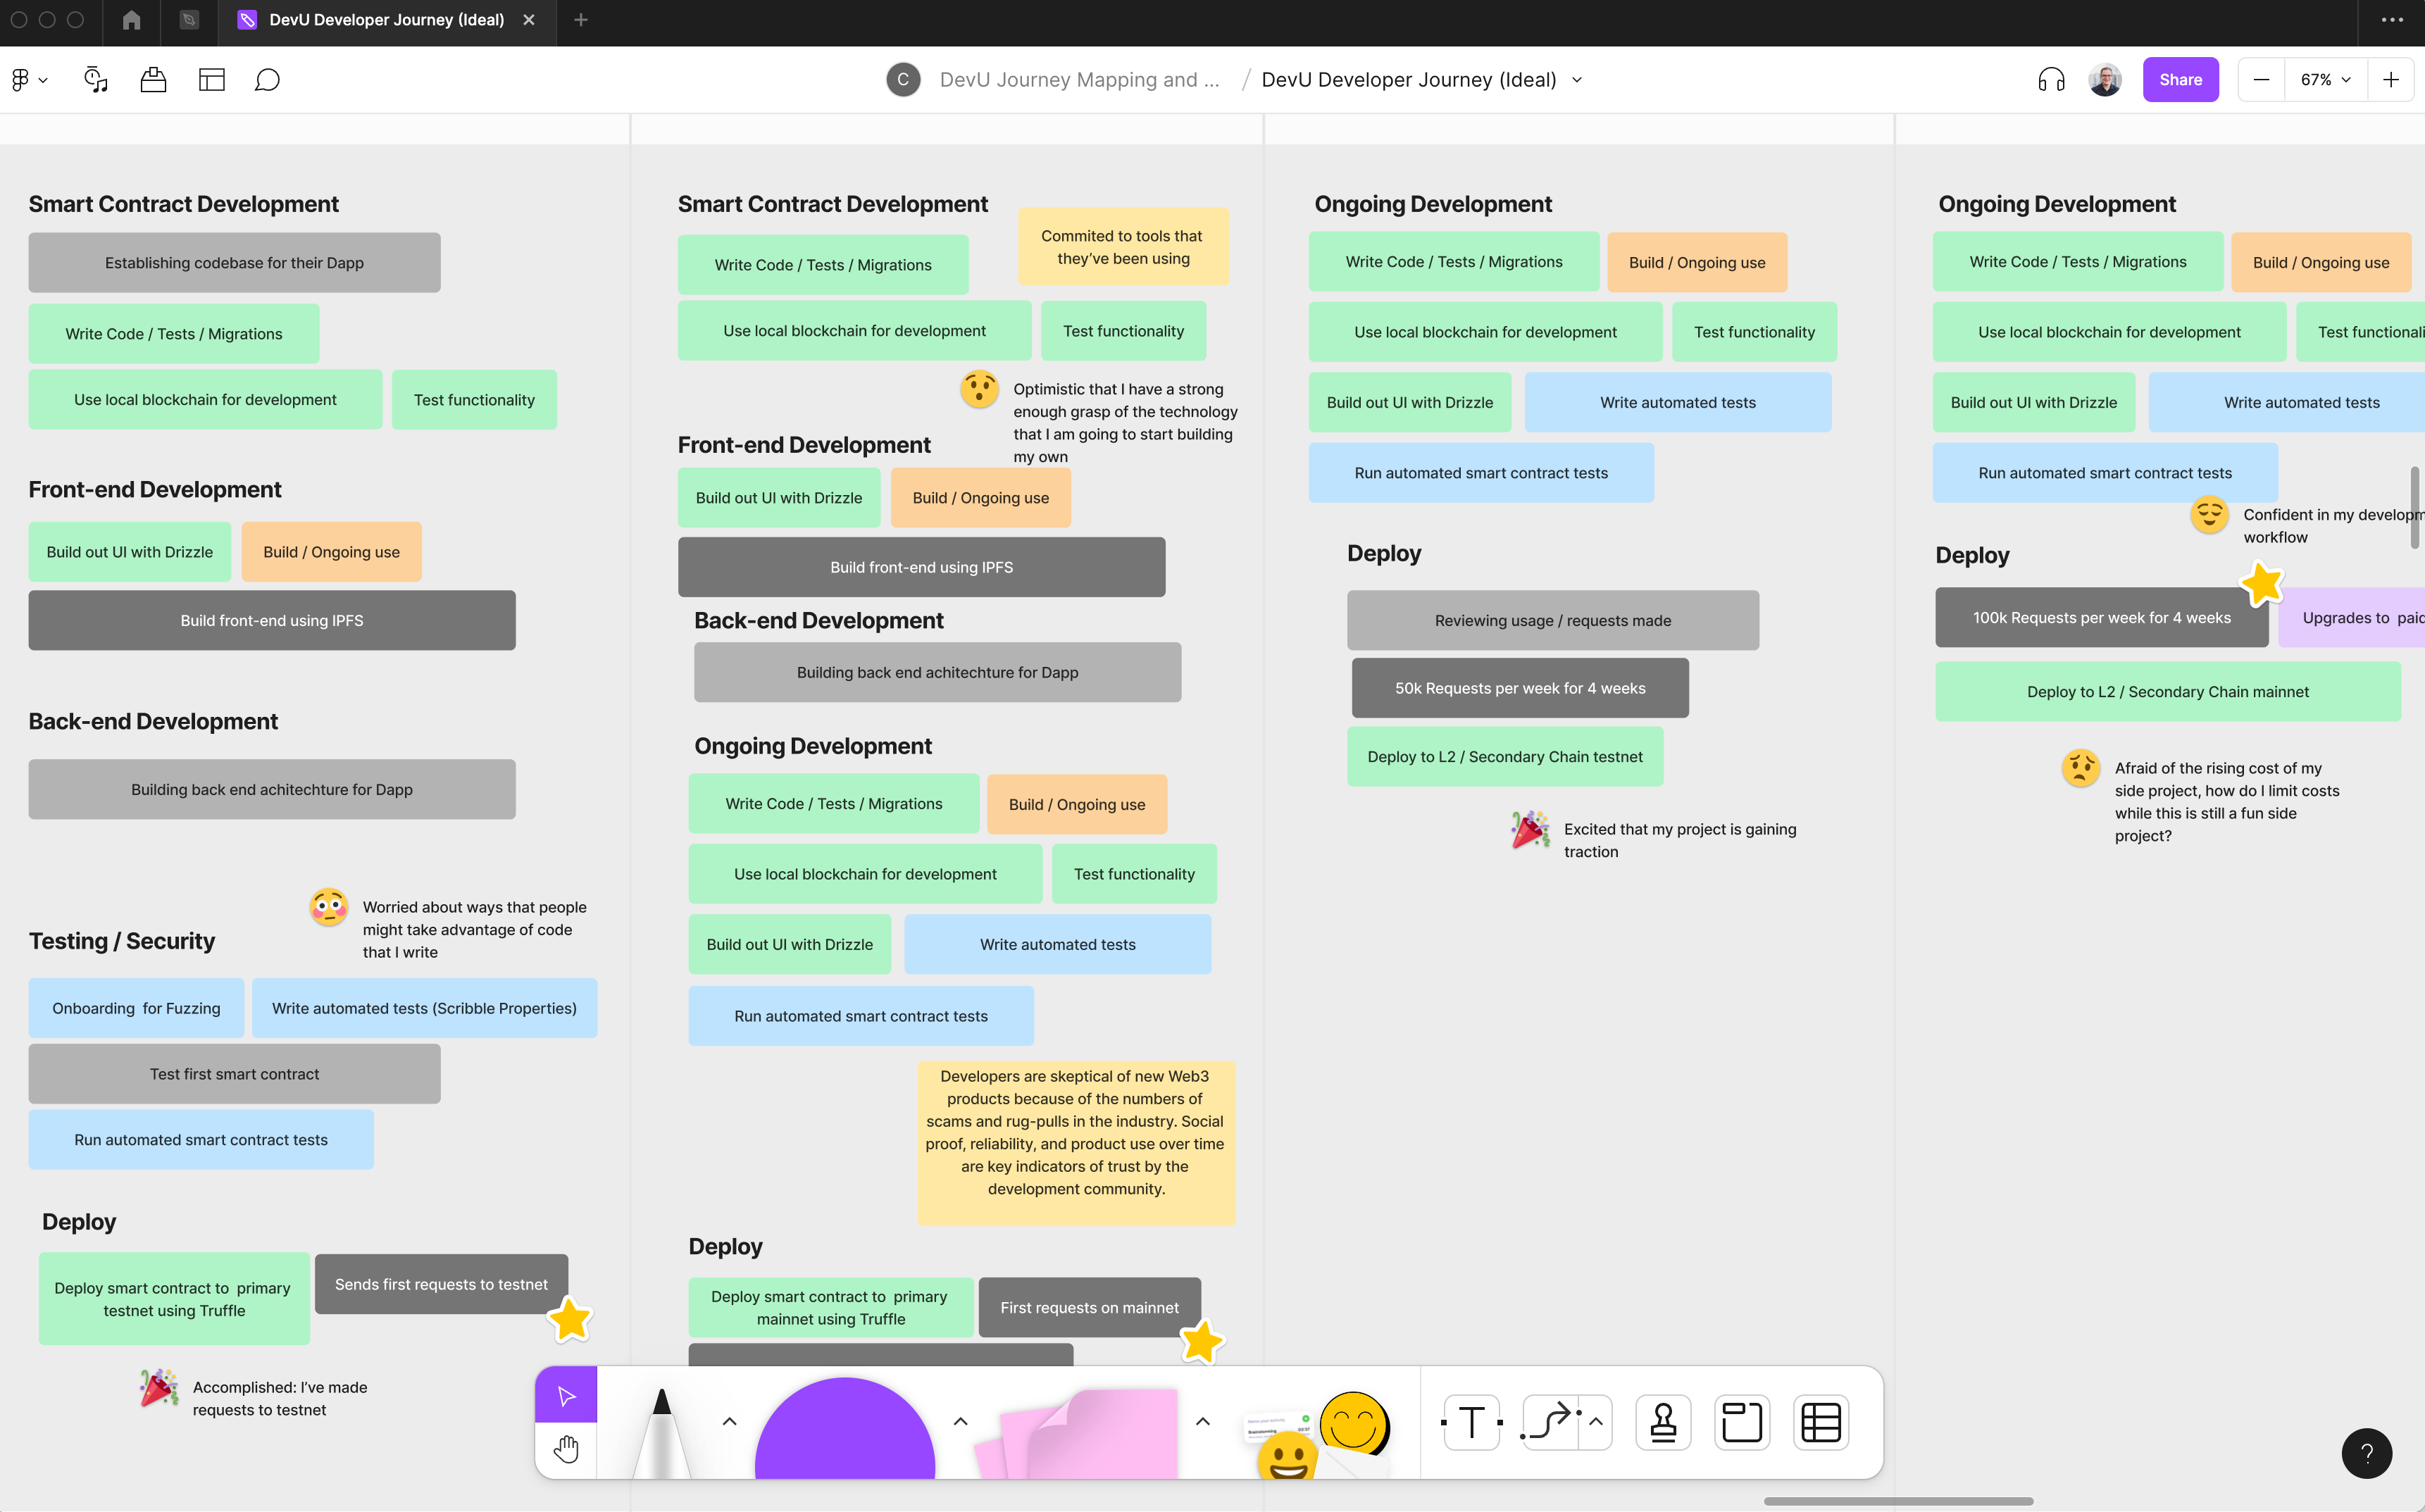 DevU Developer Journey (Ideal)
C
DevU Journey Mapping and ...
/
DevU Developer Journey (Ideal)
Share
67%
Smart Contract Development
Establishing codebase for their Dapp
Write Code / Tests / Migrations
Use local blockchain for development
Test functionality
Front-end Development
Build out UI with Drizzle
Build / Ongoing use
Build front-end using IPFS
Back-end Development
Building back end achitechture for Dapp
Worried about ways that people
might take advantage of code
that I write
Testing / Security
Onboarding for Fuzzing
Write automated tests (Scribble Properties)
Test first smart contract
Run automated smart contract tests
Deploy
Deploy smart contract to primary
testnet using Truffle
Sends first requests to testnet
Accomplished: I've made
requests to testnet
Smart Contract Development
Commited to tools that
they've been using
Write Code / Tests / Migrations
Use local blockchain for development
Test functionality
Optimistic that I have a strong
enough grasp of the technology
that I am going to start building
my own
Front-end Development
Build out UI with Drizzle
Build / Ongoing use
Build front-end using IPFS
Back-end Development
Building back end achitechture for Dapp
Ongoing Development
Write Code / Tests / Migrations
Build / Ongoing use
Use local blockchain for development
Test functionality
Build out UI with Drizzle
Write automated tests
Run automated smart contract tests
Developers are skeptical of new Web3
products because of the numbers of
scams and rug-pulls in the industry. Social
proof, reliability, and product use over time
are key indicators of trust by the
development community.
Deploy
Deploy smart contract to primary
mainnet using Truffle
First requests on mainnet
Ongoing Development
Write Code / Tests / Migrations
Build / Ongoing use
Use local blockchain for development
Test functionality
Build out UI with Drizzle
Write automated tests
Run automated smart contract tests
Deploy
Reviewing usage / requests made
50k Requests per week for 4 weeks
Deploy to L2 / Secondary Chain testnet
Excited that my project is gaining
traction
Ongoing Development
Write Code / Tests / Migrations
Build / Ongoing use
Use local blockchain for development
Test functionali
Build out UI with Drizzle
Write automated tests
Run automated smart contract tests
Confident in my developm
workflow
Deploy
100k Requests per week for 4 weeks
Upgrades to paid
Deploy to L2 / Secondary Chain mainnet
Afraid of the rising cost of my
side project, how do I limit costs
while this is still a fun side
project?
T
?